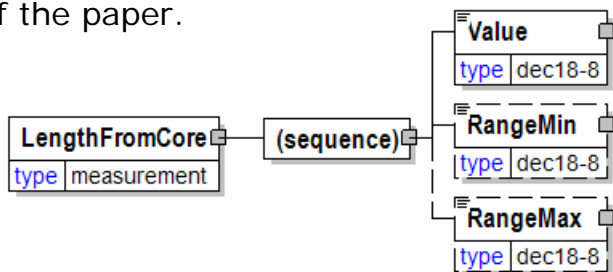 f the paper.
Value
type dec18-8
LengthFromCore
type measurement
(sequence)
RangeMin
type dec18-8
RangeMax
type dec18-8